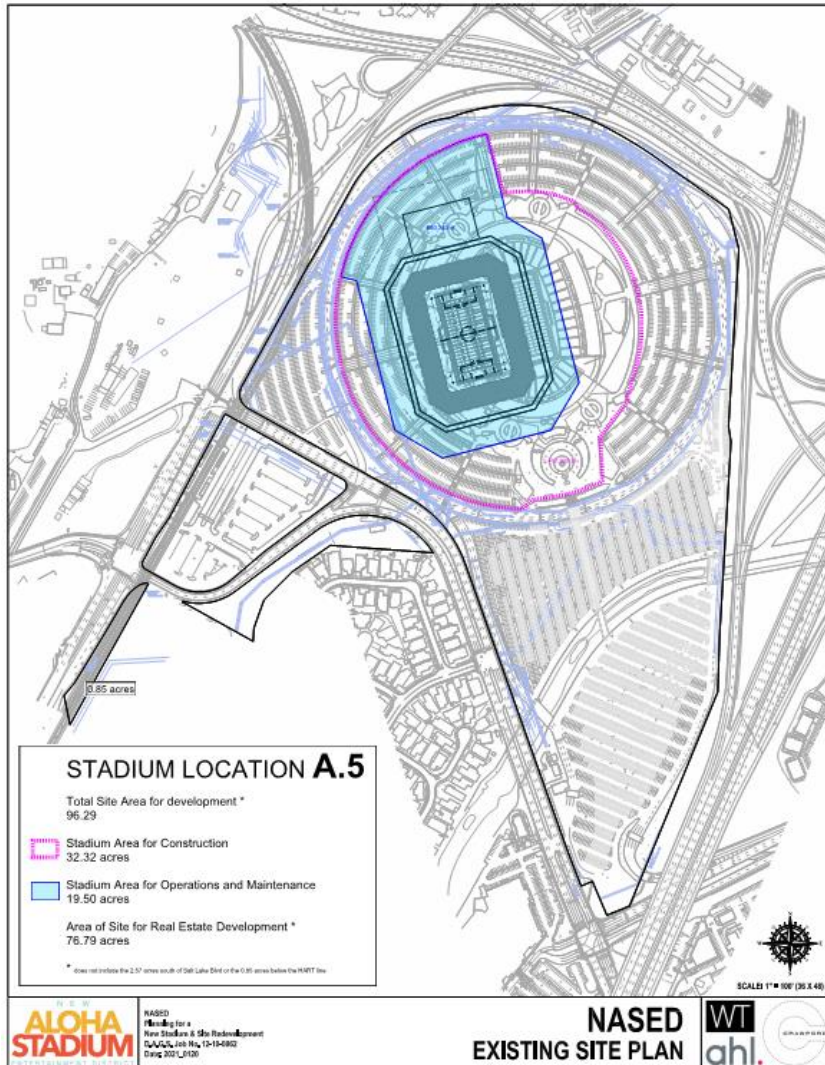 0.85 acres
STADIUM LOCATION A.5
Total Site Area for development *
96.29
Stadium Area for Construction
32.32 acres
Stadium Area for Operations and Maintenance
19.50 acres
Area of Site for Real Estate Development *
76.79 acres
* does not include the 2.57 acres south of Salt Lake Blvd or the 0.85 acres below the HART line
SCALE: 1" = 100' (36 X 48)
NEW
ALOHA
STADIUM
ENTERTAINMENT DISTRICT
NASED
Planning for a
New Stadium & Site Redevelopment
D.A.G.S. Job No.
Date: 2021_0120
NASED
EXISTING SITE PLAN
WT
ahl.
CRAWFORD